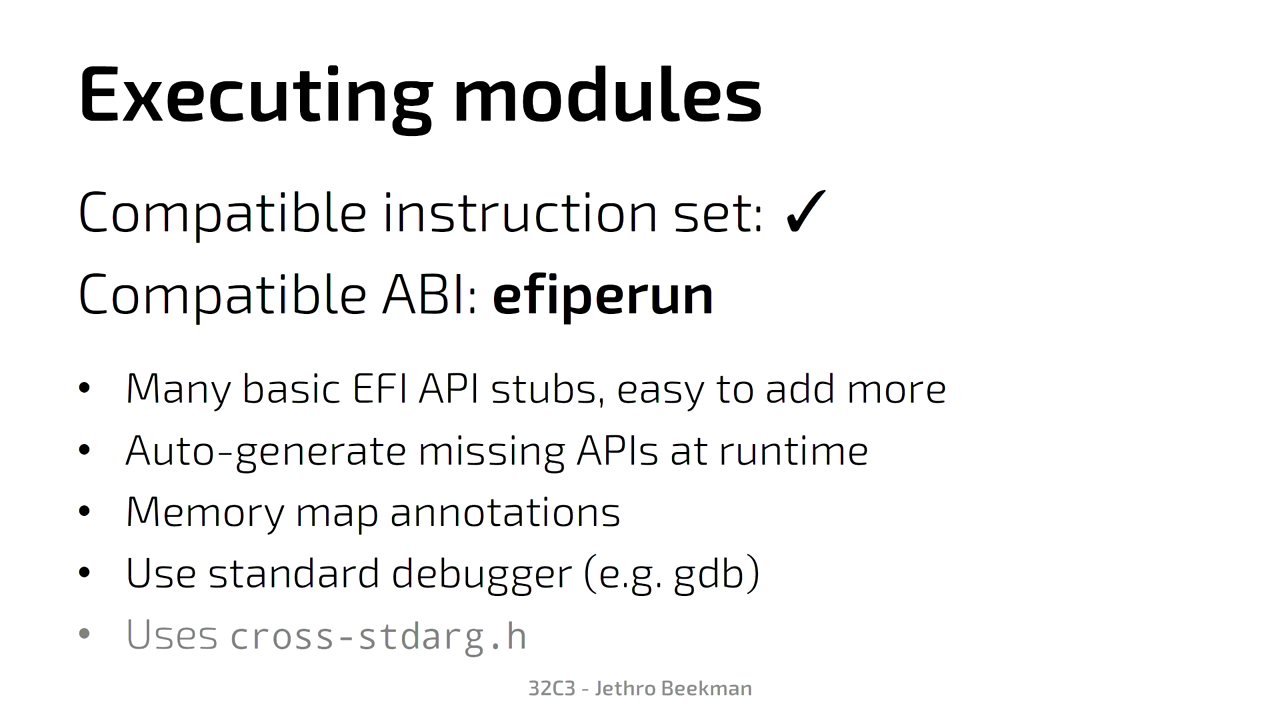 Executing modules
Compatible instruction set: ✓
Compatible ABI: efiperun
• Many basic EFI API stubs, easy to add more
• Auto-generate missing APIs at runtime
• Memory map annotations
• Use standard debugger (e.g. gdb)
• Uses cross-stdarg.h
32C3 - Jethro Beekman